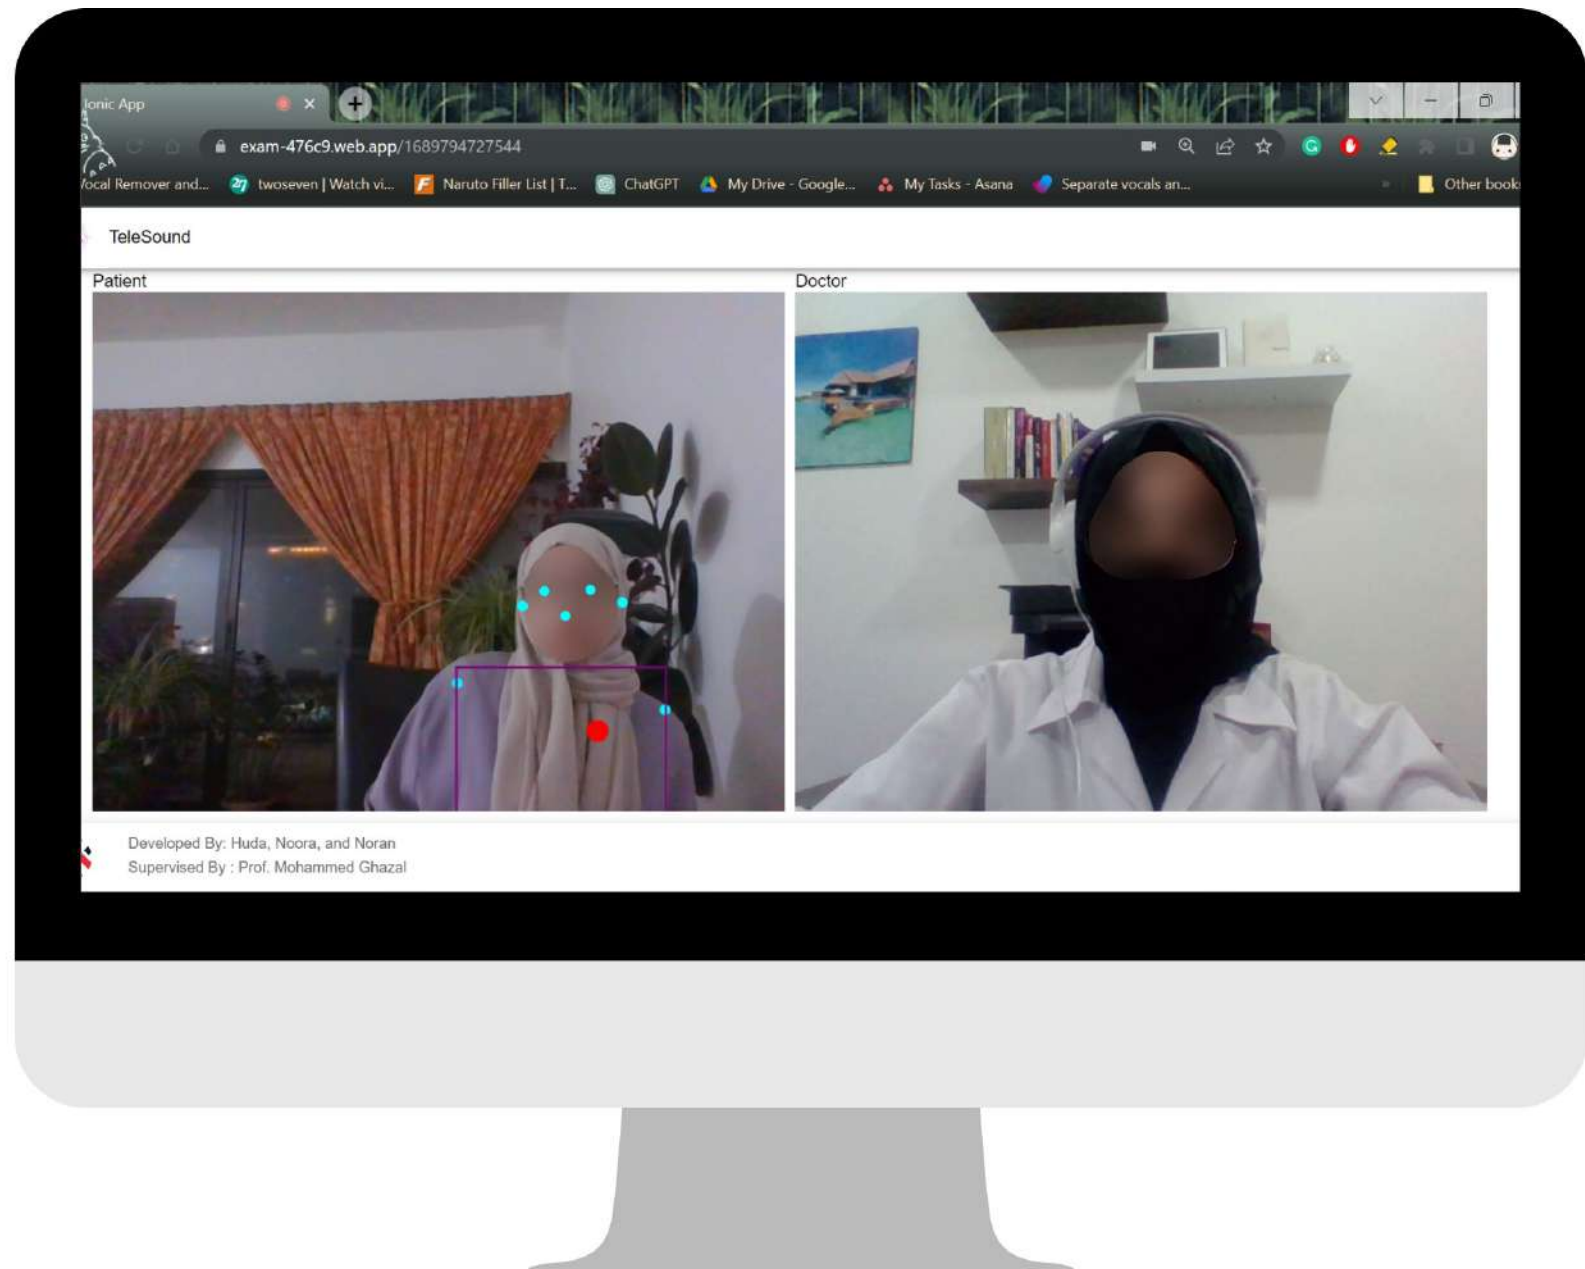 Ionic App
exam-476c9.web.app/1689794727544
Vocal Remover and... 27 twoseven | Watch vi... F Naruto Filler List | T... ChatGPT My Drive - Google... My Tasks - Asana Separate vocals an... » Other book
TeleSound
Patient Doctor
Developed By: Huda, Noora, and Noran
Supervised By : Prof. Mohammed Ghazal